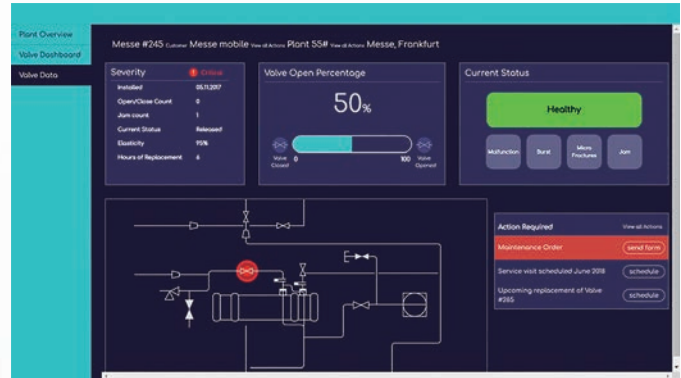 Plant Overview
Valve Dashboard
Valve Data
Messe #245 Customer Messe mobile View all Actions Plant 55# View all Actions Messe, Frankfurt
Severity
Critical
Installed 05.11.2017
Open/Close Count 0
Jam count 1
Current Status Released
Elasticity 95%
Hours of Replacement 6
Valve Open Percentage
50%
Valve Closed
0
100
Valve Opened
Current Status
Healthy
Malfunction
Burst
Micro Fractures
Jam
Action Required View all Actions
Maintenance Order send form
Service visit scheduled June 2018 schedule
Upcoming replacement of Valve
#385 schedule